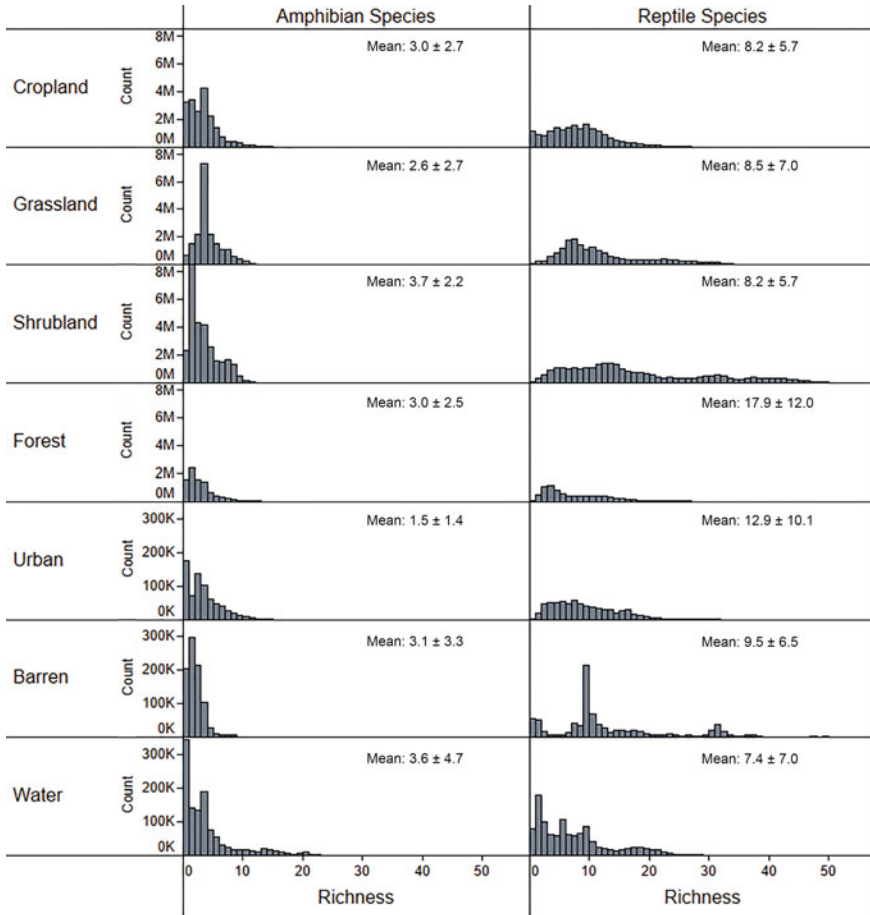 Amphibian Species Reptile Species
Cropland Count 8M 6M 4M 2M 0M Mean: 3.0 ± 2.7 Mean: 8.2 ± 5.7
Grassland Count 8M 6M 4M 2M 0M Mean: 2.6 ± 2.7 Mean: 8.5 ± 7.0
Shrubland Count 8M 6M 4M 2M 0M Mean: 3.7 ± 2.2 Mean: 8.2 ± 5.7
Forest Count 8M 6M 4M 2M 0M Mean: 3.0 ± 2.5 Mean: 17.9 ± 12.0
Urban Count 300K 200K 100K 0K Mean: 1.5 ± 1.4 Mean: 12.9 ± 10.1
Barren Count 300K 200K 100K 0K Mean: 3.1 ± 3.3 Mean: 9.5 ± 6.5
Water Count 300K 200K 100K 0K Mean: 3.6 ± 4.7 Mean: 7.4 ± 7.0
0 10 20 30 40 50 0 10 20 30 40 50
Richness Richness